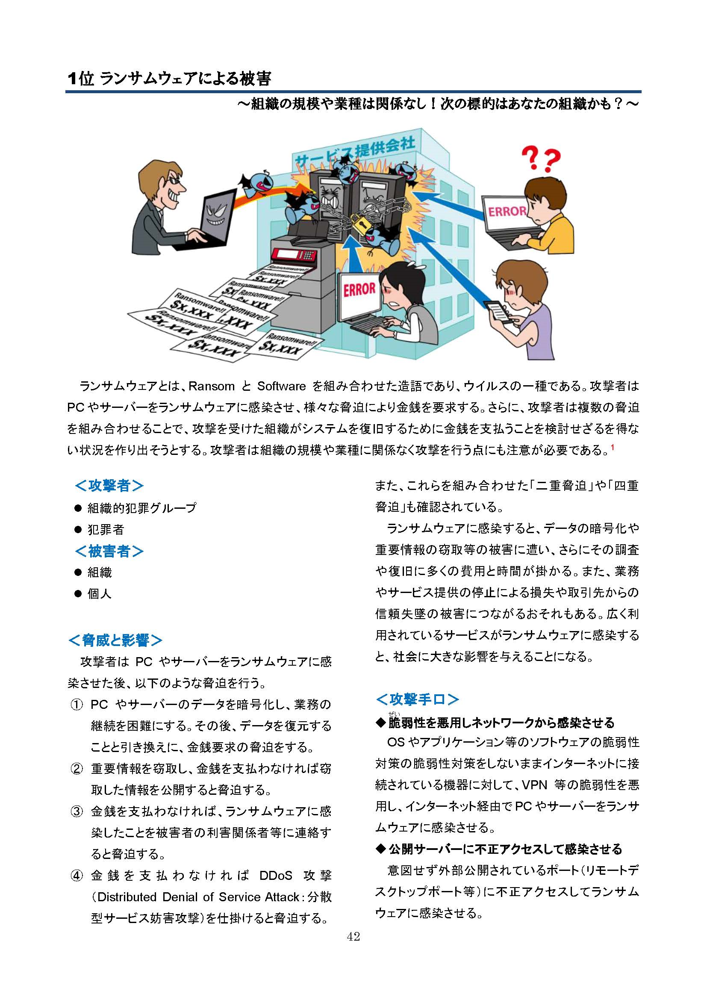 1位 ランサムウェアによる被害
～組織の規模や業種は関係なし！次の標的はあなたの組織かも？～
サービス提供会社
??
ERROR
ERROR
Ransomware!!
Ransomware!!
$x,xxx
Ransomware!!
$x
Ransomware!!
$x,xxx
Ransomware!!
$x,xxx
Ransomware!!
,xxx
Ransomware!!
$x,xxx
Ransomware
$x,xxx
Ransomware!!
$x,xxx
ランサムウェアとは、Ransom と Software を組み合わせた造語であり、ウイルスの一種である。攻撃者は
PC やサーバーをランサムウェアに感染させ、様々な脅迫により金銭を要求する。さらに、攻撃者は複数の脅迫
を組み合わせることで、攻撃を受けた組織がシステムを復旧するために金銭を支払うことを検討せざるを得な
い状況を作り出そうとする。攻撃者は組織の規模や業種に関係なく攻撃を行う点にも注意が必要である。1
＜攻撃者＞
● 組織的犯罪グループ
● 犯罪者
＜被害者＞
● 組織
● 個人
＜脅威と影響＞
攻撃者は PC やサーバーをランサムウェアに感
染させた後、以下のような脅迫を行う。
① PC やサーバーのデータを暗号化し、業務の
継続を困難にする。その後、データを復元する
ことと引き換えに、金銭要求の脅迫をする。
② 重要情報を窃取し、金銭を支払わなければ窃
取した情報を公開すると脅迫する。
③ 金銭を支払わなければ、ランサムウェアに感
染したことを被害者の利害関係者等に連絡す
ると脅迫する。
④ 金銭を支払わなければ DDoS 攻撃
（Distributed Denial of Service Attack：分散
型サービス妨害攻撃）を仕掛けると脅迫する。
また、これらを組み合わせた「二重脅迫」や「四重
脅迫」も確認されている。
ランサムウェアに感染すると、データの暗号化や
重要情報の窃取等の被害に遭い、さらにその調査
や復旧に多くの費用と時間が掛かる。また、業務
やサービス提供の停止による損失や取引先からの
信頼失墜の被害につながるおそれもある。広く利
用されているサービスがランサムウェアに感染する
と、社会に大きな影響を与えることになる。
＜攻撃手口＞
ぜい
◆脆弱性を悪用しネットワークから感染させる
OS やアプリケーション等のソフトウェアの脆弱性
対策の脆弱性対策をしないままインターネットに接
続されている機器に対して、VPN 等の脆弱性を悪
用し、インターネット経由で PC やサーバーをランサ
ムウェアに感染させる。
◆公開サーバーに不正アクセスして感染させる
意図せず外部公開されているポート（リモートデ
スクトップポート等）に不正アクセスしてランサム
ウェアに感染させる。
42